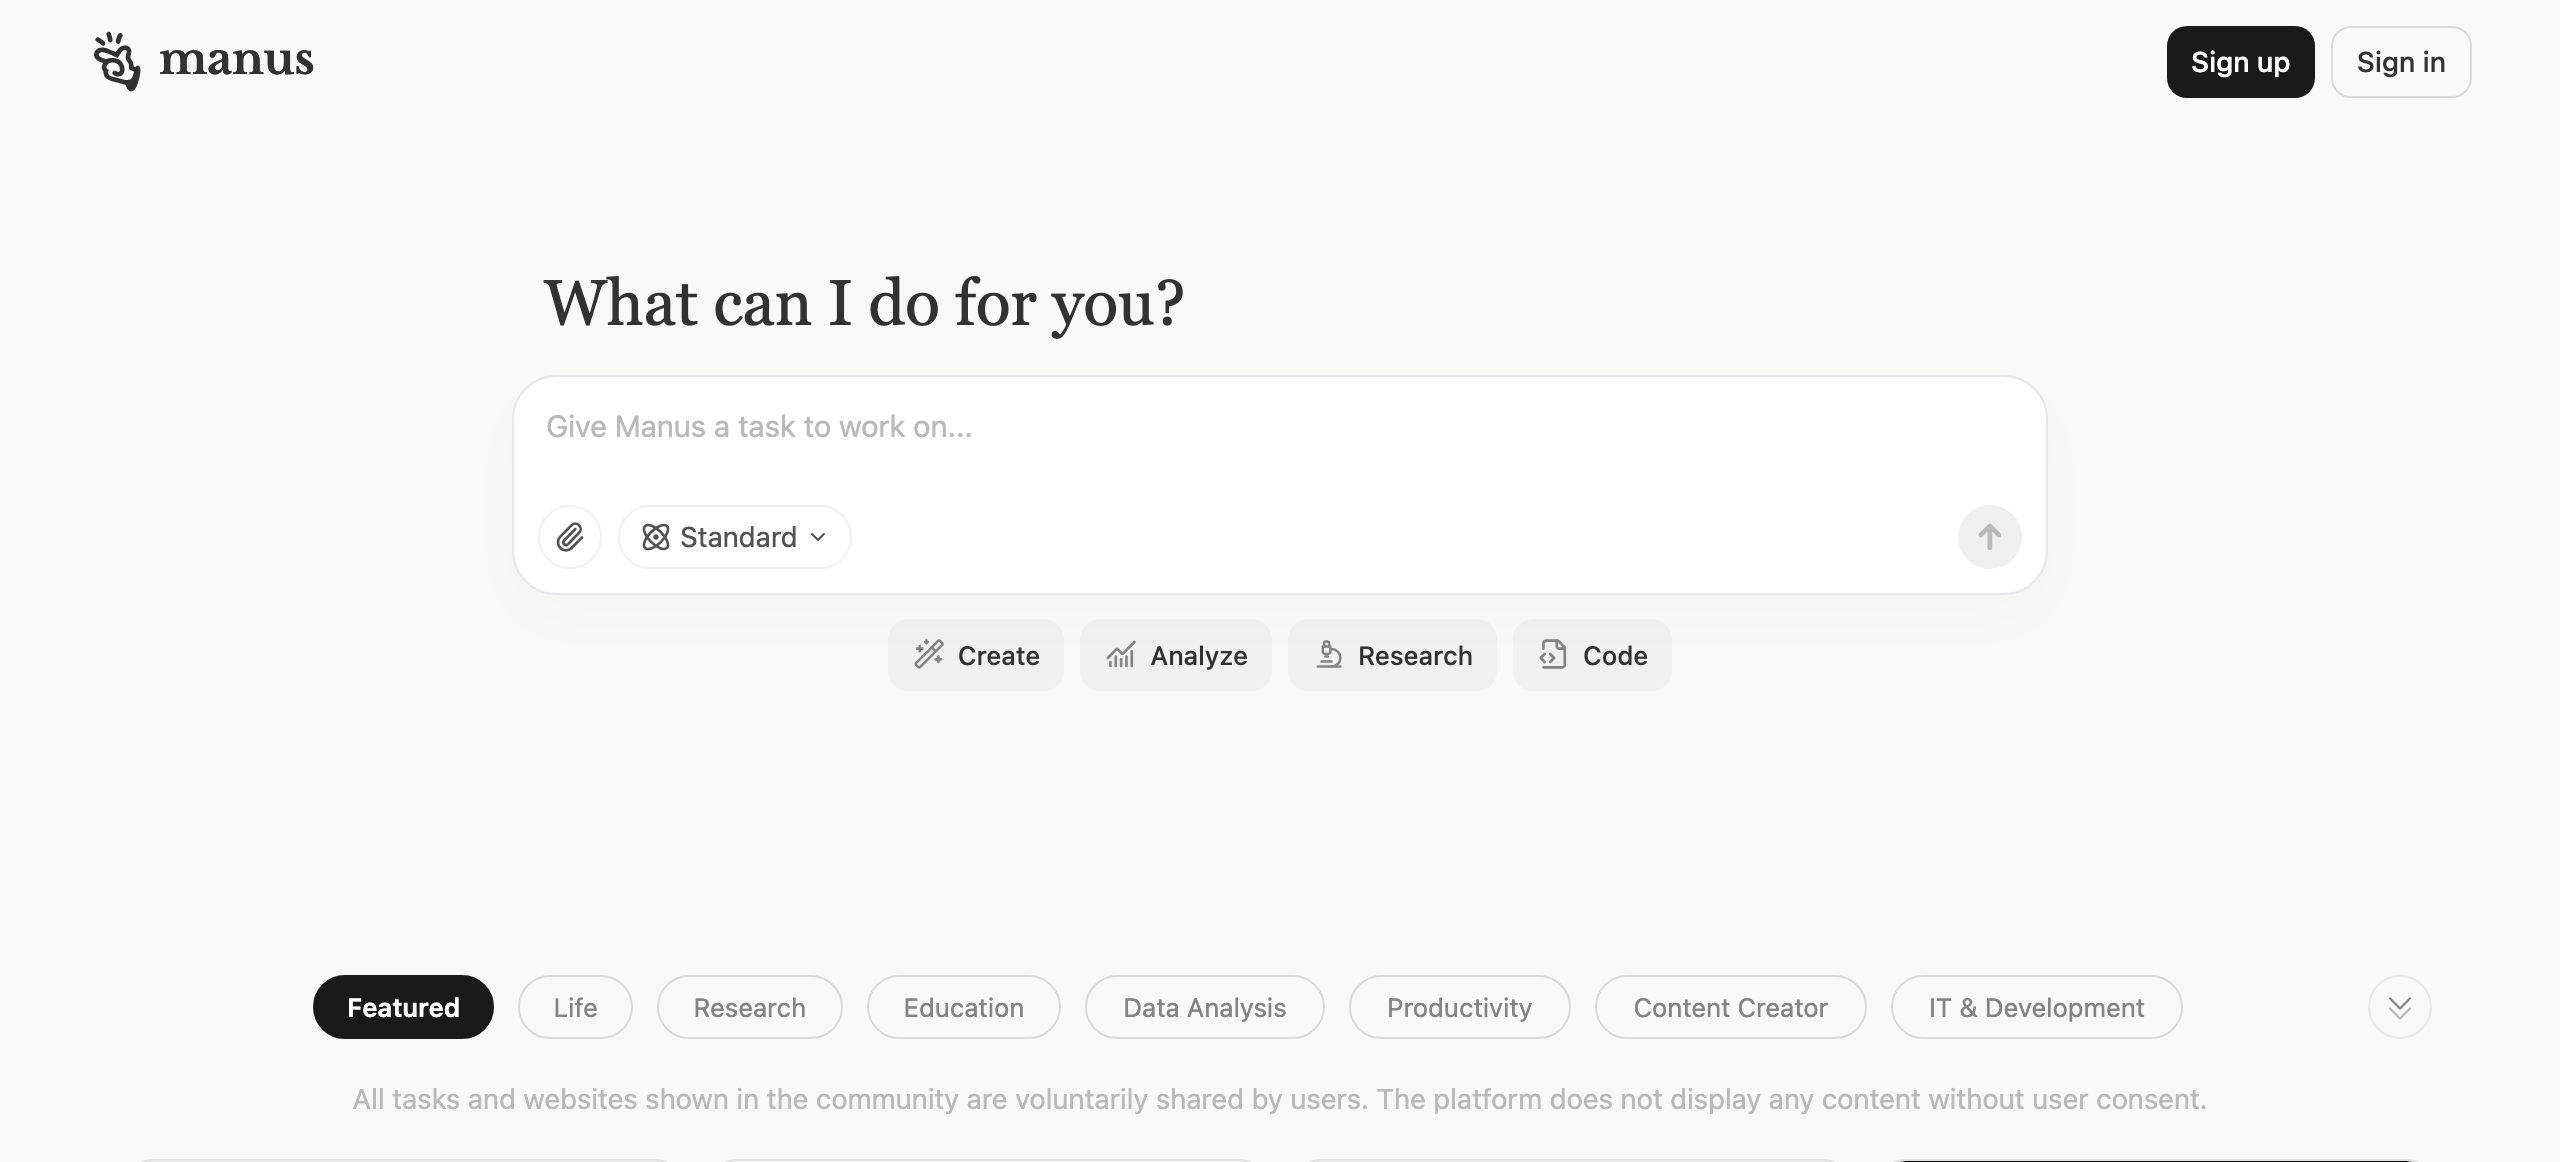 manus
Sign up
Sign in
What can I do for you?
Give Manus a task to work on...
Standard
Create
Analyze
Research
Code
Featured
Life
Research
Education
Data Analysis
Productivity
Content Creator
IT & Development
All tasks and websites shown in the community are voluntarily shared by users. The platform does not display any content without user consent.